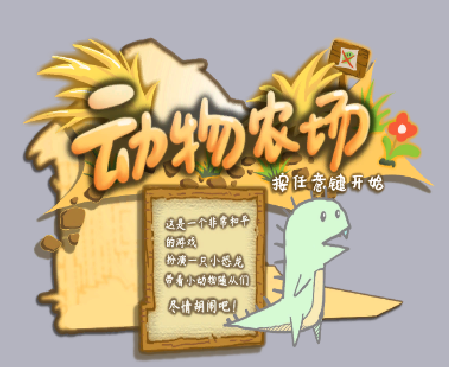 动物农场
按任意键开始
这是一个非常和平
的游戏
扮演一只小恐龙
带着小动物随从们
尽情胡闹吧！